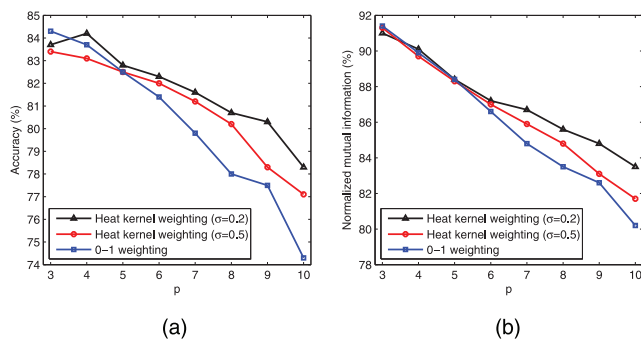 85
84
83
82
81
80
79
78
77
76
75
74
Accuracy (%)
3 4 5 6 7 8 9 10
p
Heat kernel weighting (σ=0.2)
Heat kernel weighting (σ=0.5)
0−1 weighting
(a)
92
90
88
86
84
82
80
78
Normalized mutual information (%)
3 4 5 6 7 8 9 10
p
Heat kernel weighting (σ=0.2)
Heat kernel weighting (σ=0.5)
0−1 weighting
(b)